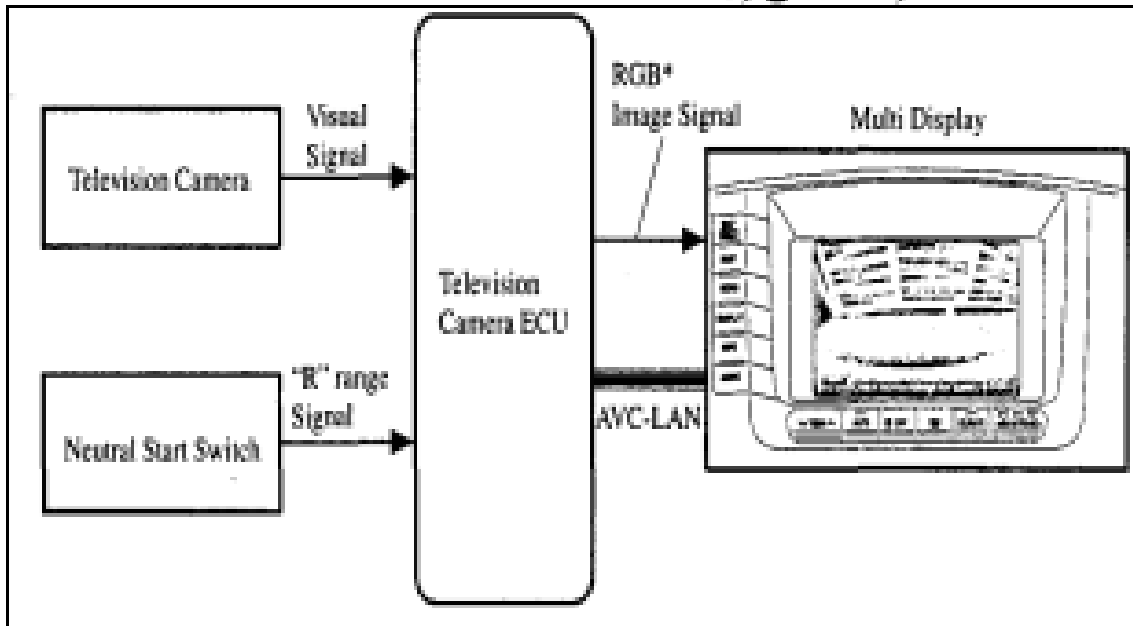 RGB*
Image Signal
Multi Display
Visual
Signal
Television Camera
Television
Camera ECU
"R" range
Signal
Neutral Start Switch
AVC-LAN